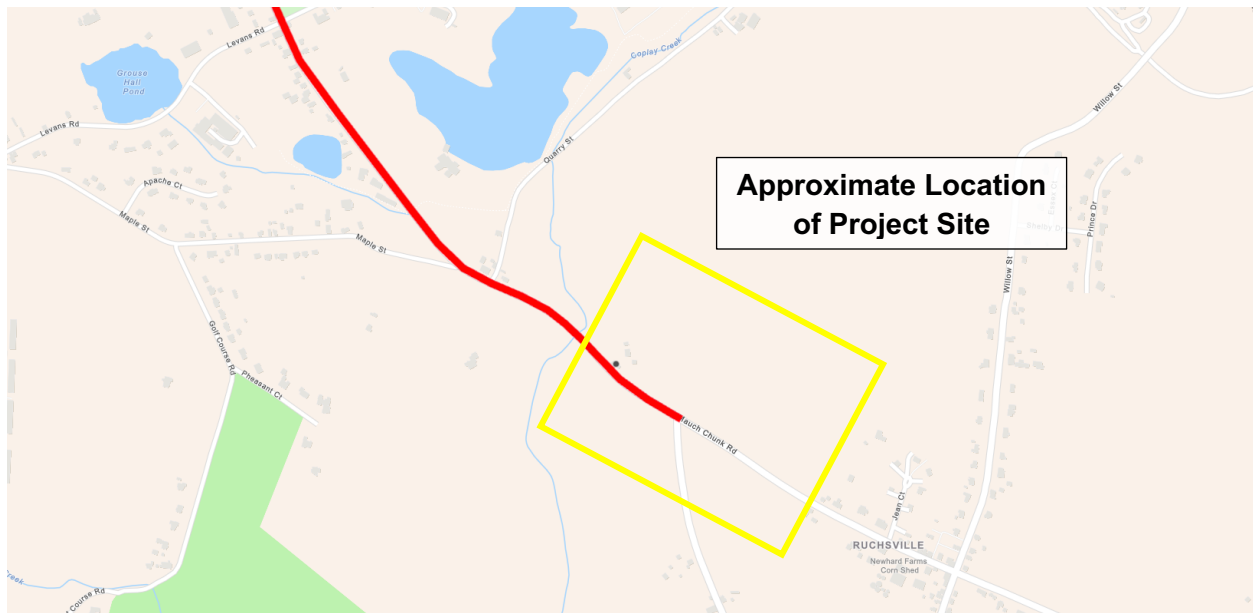 Levans Rd
Grouse
Hall
Pond
Levans Rd
Copley Creek
Quarry St
Willow St
Approximate Location
of Project Site
Apache Ct
Maple St
Maple St
Prince Dr
Shelby Dr
Willow St
Golf Course Rd
Pheasant Ct
Mauch Chunk Rd
Jean Ct
RUCHSVILLE
Newhard Farms
Corn Shed
Creek
Course Rd